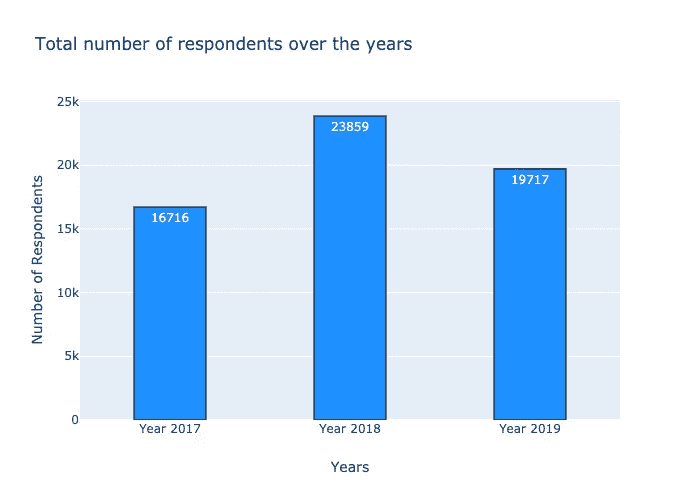 Total number of respondents over the years
25k
20k
15k
10k
5k
0
Number of Respondents
16716
23859
19717
Year 2017
Year 2018
Year 2019
Years